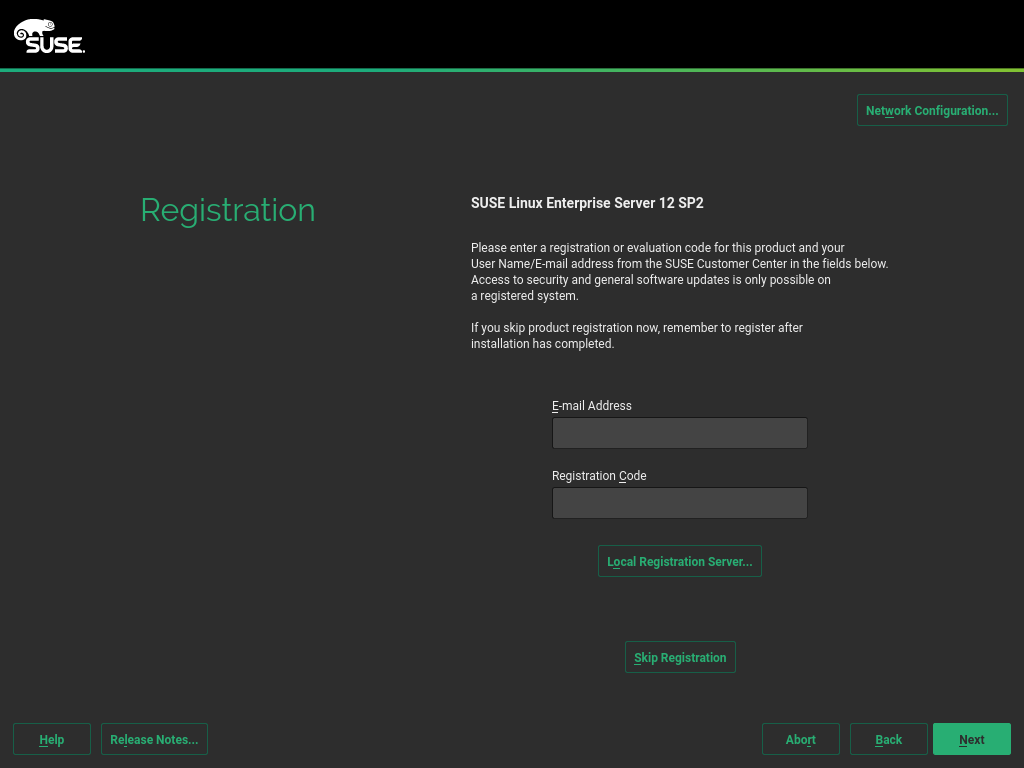 SUSE.
Network Configuration...
Registration
SUSE Linux Enterprise Server 12 SP2
Please enter a registration or evaluation code for this product and your
User Name/E-mail address from the SUSE Customer Center in the fields below.
Access to security and general software updates is only possible on
a registered system.
If you skip product registration now, remember to register after
installation has completed.
E-mail Address
Registration Code
Local Registration Server...
Skip Registration
Help
Release Notes...
Abort
Back
Next